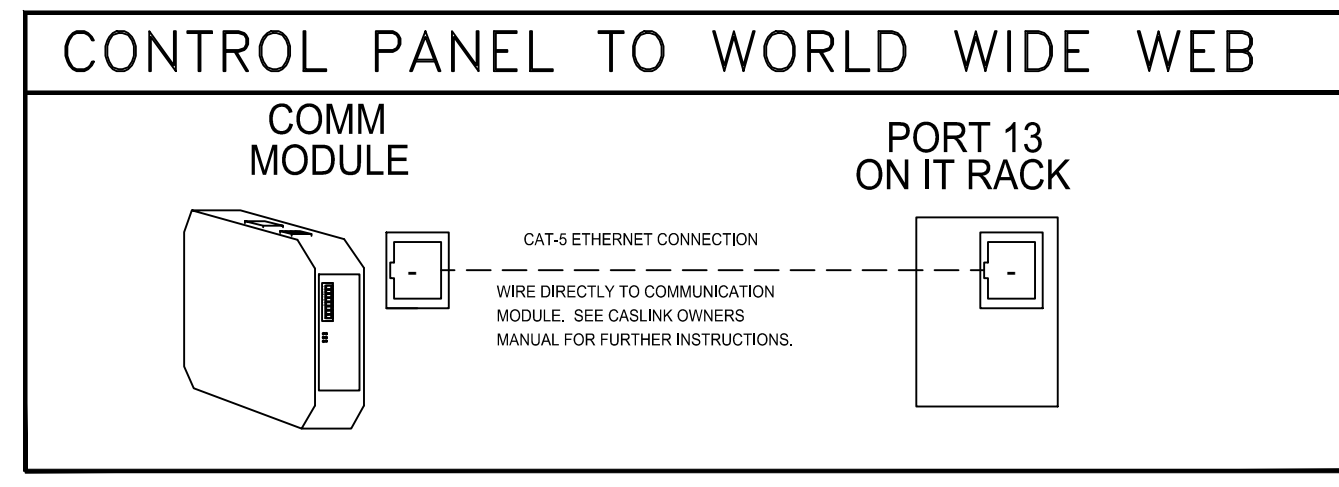 CONTROL PANEL TO WORLD WIDE WEB
COMM
MODULE
PORT 13
ON IT RACK
CAT-5 ETHERNET CONNECTION
WIRE DIRECTLY TO COMMUNICATION
MODULE. SEE CASLINK OWNERS
MANUAL FOR FURTHER INSTRUCTIONS.